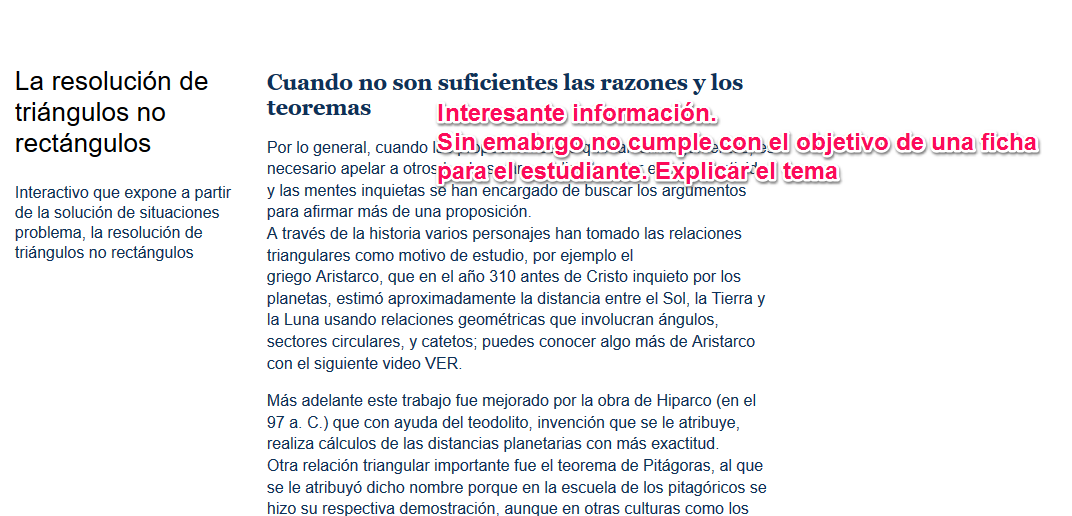 La resolución de
triángulos no
rectángulos
Interactivo que expone a partir
de la solución de situaciones
problema, la resolución de
triángulos no rectángulos
Cuando no son suficientes las razones y los
teoremas
Interesante información.
Sin emabrgo no cumple con el objetivo de una ficha
para el estudiante. Explicar el tema
Por lo general, cuando
necesario apelar a otros
y las mentes inquietas se han encargado de buscar los argumentos
para afirmar más de una proposición.
A través de la historia varios personajes han tomado las relaciones
triangulares como motivo de estudio, por ejemplo el
griego Aristarco, que en el año 310 antes de Cristo inquieto por los
planetas, estimó aproximadamente la distancia entre el Sol, la Tierra y
la Luna usando relaciones geométricas que involucran ángulos,
sectores circulares, y catetos; puedes conocer algo más de Aristarco
con el siguiente video VER.
Más adelante este trabajo fue mejorado por la obra de Hiparco (en el
97 a. C.) que con ayuda del teodolito, invención que se le atribuye,
realiza cálculos de las distancias planetarias con más exactitud.
Otra relación triangular importante fue el teorema de Pitágoras, al que
se le atribuyó dicho nombre porque en la escuela de los pitagóricos se
hizo su respectiva demostración, aunque en otras culturas como los